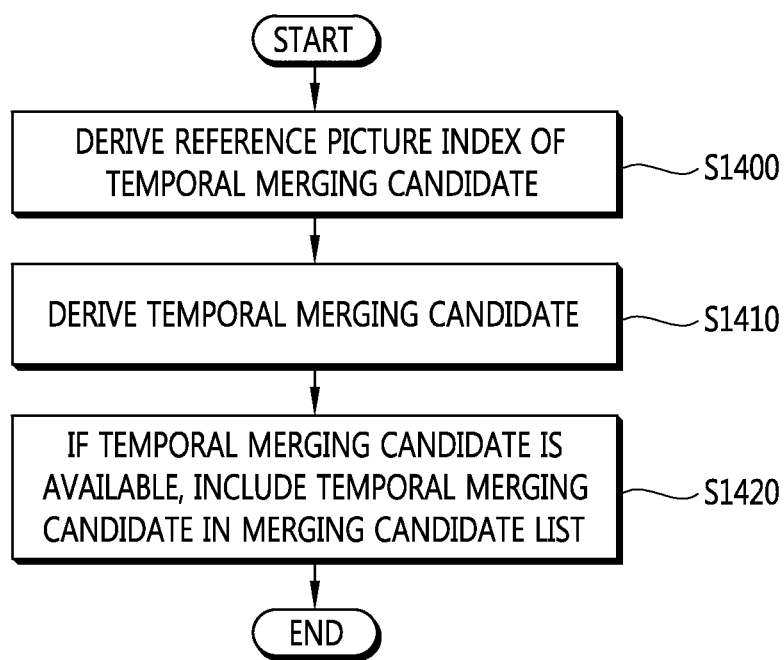 START
DERIVE REFERENCE PICTURE INDEX OF
TEMPORAL MERGING CANDIDATE
S1400
DERIVE TEMPORAL MERGING CANDIDATE
S1410
IF TEMPORAL MERGING CANDIDATE IS
AVAILABLE, INCLUDE TEMPORAL MERGING
CANDIDATE IN MERGING CANDIDATE LIST
S1420
END